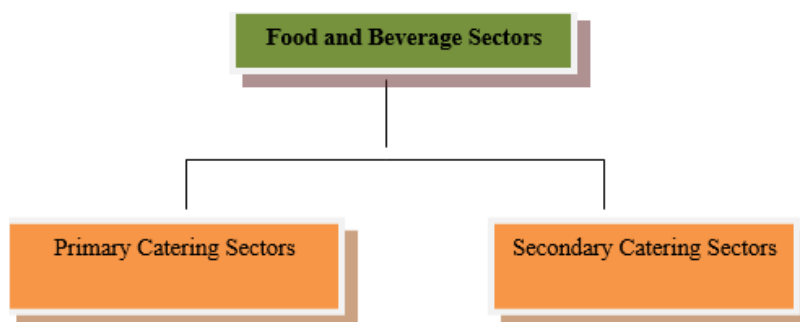 Food and Beverage Sectors
Primary Catering Sectors
Secondary Catering Sectors